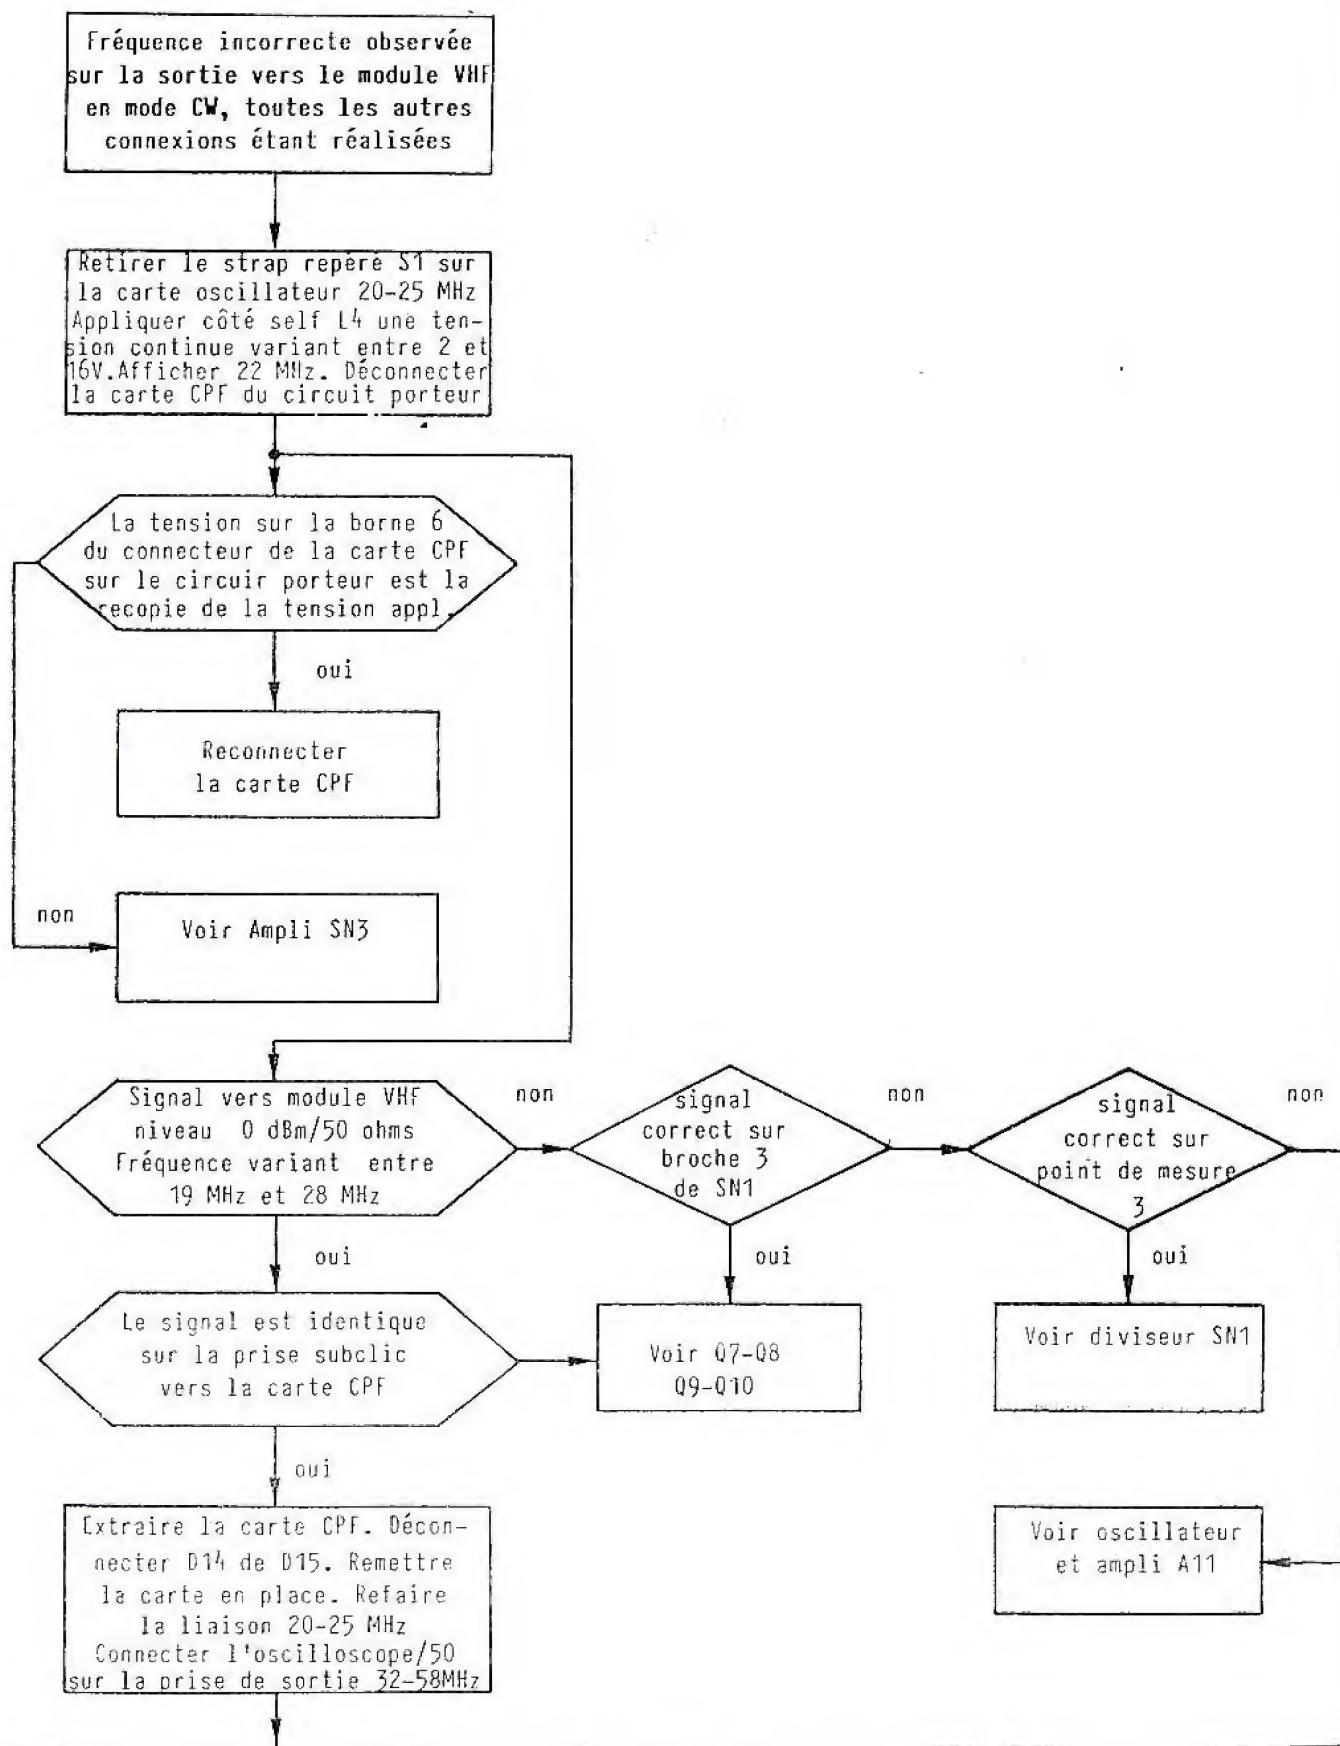 Fréquence incorrecte observée
sur la sortie vers le module VHF
en mode CW, toutes les autres
connexions étant réalisées
Retirer le strap repère S1 sur
la carte oscillateur 20-25 MHz
Appliquer côté self L4 une ten-
sion continue variant entre 2 et
16V.Afficher 22 MHz. Déconnecter
la carte CPF du circuit porteur
La tension sur la borne 6
du connecteur de la carte CPF
sur le circuir porteur est la
recopie de la tension appl.
oui
Reconnecter
la carte CPF
non
Voir Ampli SN3
Signal vers module VHF
niveau 0 dBm/50 ohms
Fréquence variant entre
19 MHz et 28 MHz
non
signal
correct sur
broche 3
de SN1
non
signal
correct sur
point de mesure
3
non
oui
oui
oui
Le signal est identique
sur la prise subclic
vers la carte CPF
Voir Q7-Q8
Q9-Q10
Voir diviseur SN1
oui
Extraire la carte CPF. Décon-
necter D14 de D15. Remettre
la carte en place. Refaire
la liaison 20-25 MHz
Connecter l'oscilloscope/50
sur la prise de sortie 32-58MHz
Voir oscillateur
et ampli A11